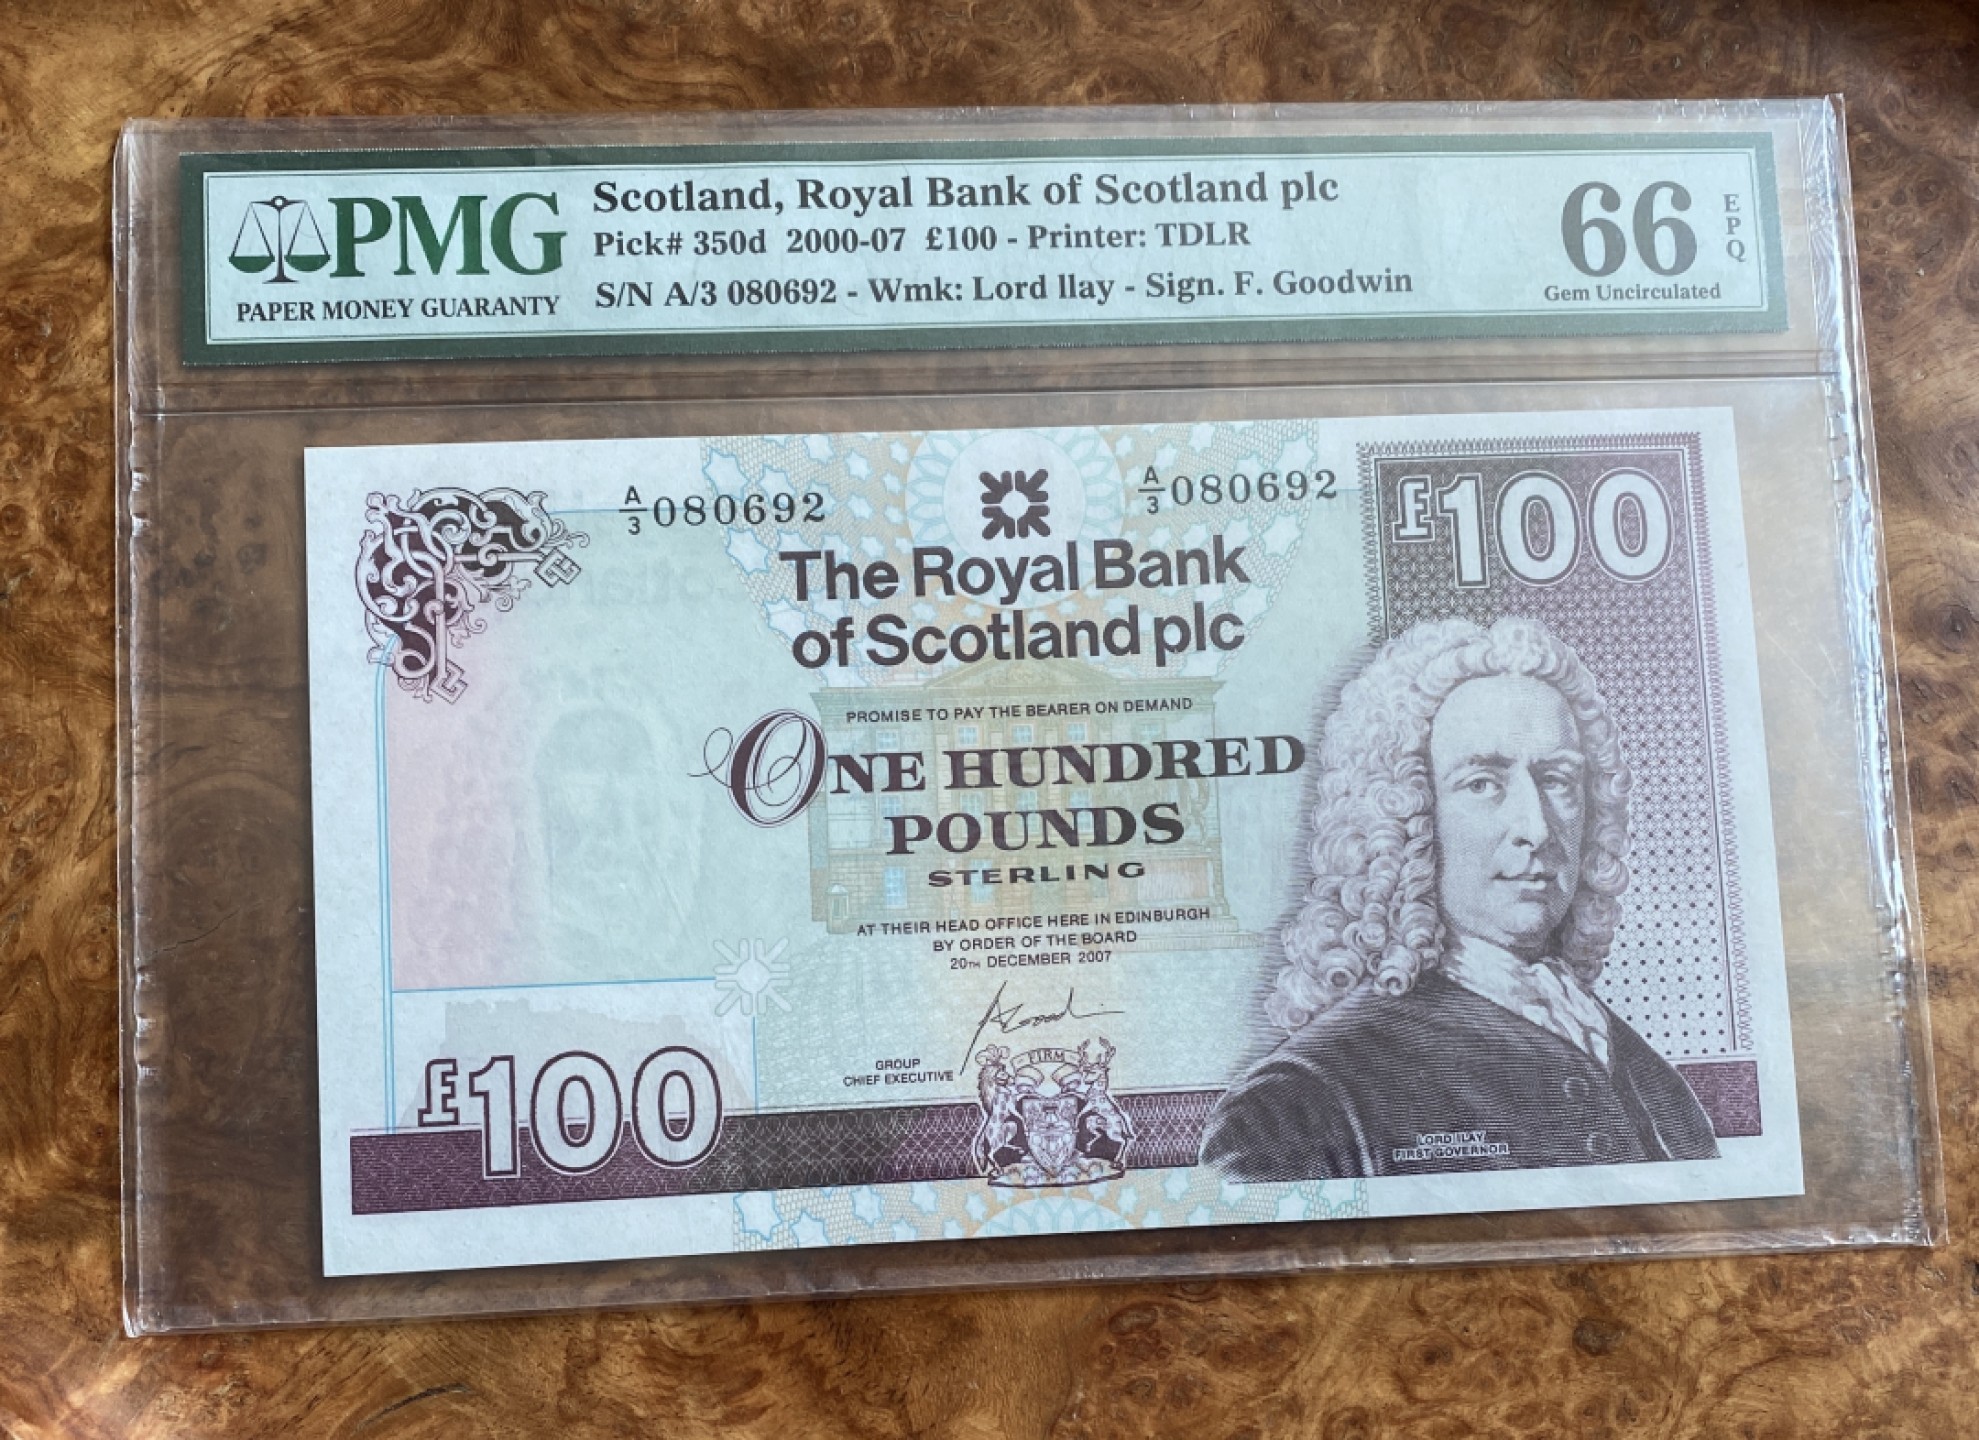 PMG
PAPER MONEY GUARANTY
Scotland, Royal Bank of Scotland plc
Pick# 350d 2000-07 £100 - Printer: TDLR
S/N A/3 080692 - Wmk: Lord llay - Sign. F. Goodwin
66
EPQ
Gem Uncirculated
A/3 080692
A/3 080692
£100
The Royal Bank
of Scotland plc
PROMISE TO PAY THE BEARER ON DEMAND
ONE HUNDRED
POUNDS
STERLING
AT THEIR HEAD OFFICE HERE IN EDINBURGH
BY ORDER OF THE BOARD
20TH DECEMBER 2007
GROUP
CHIEF EXECUTIVE
FIRM
£100
LORD ILAY
FIRST GOVERNOR